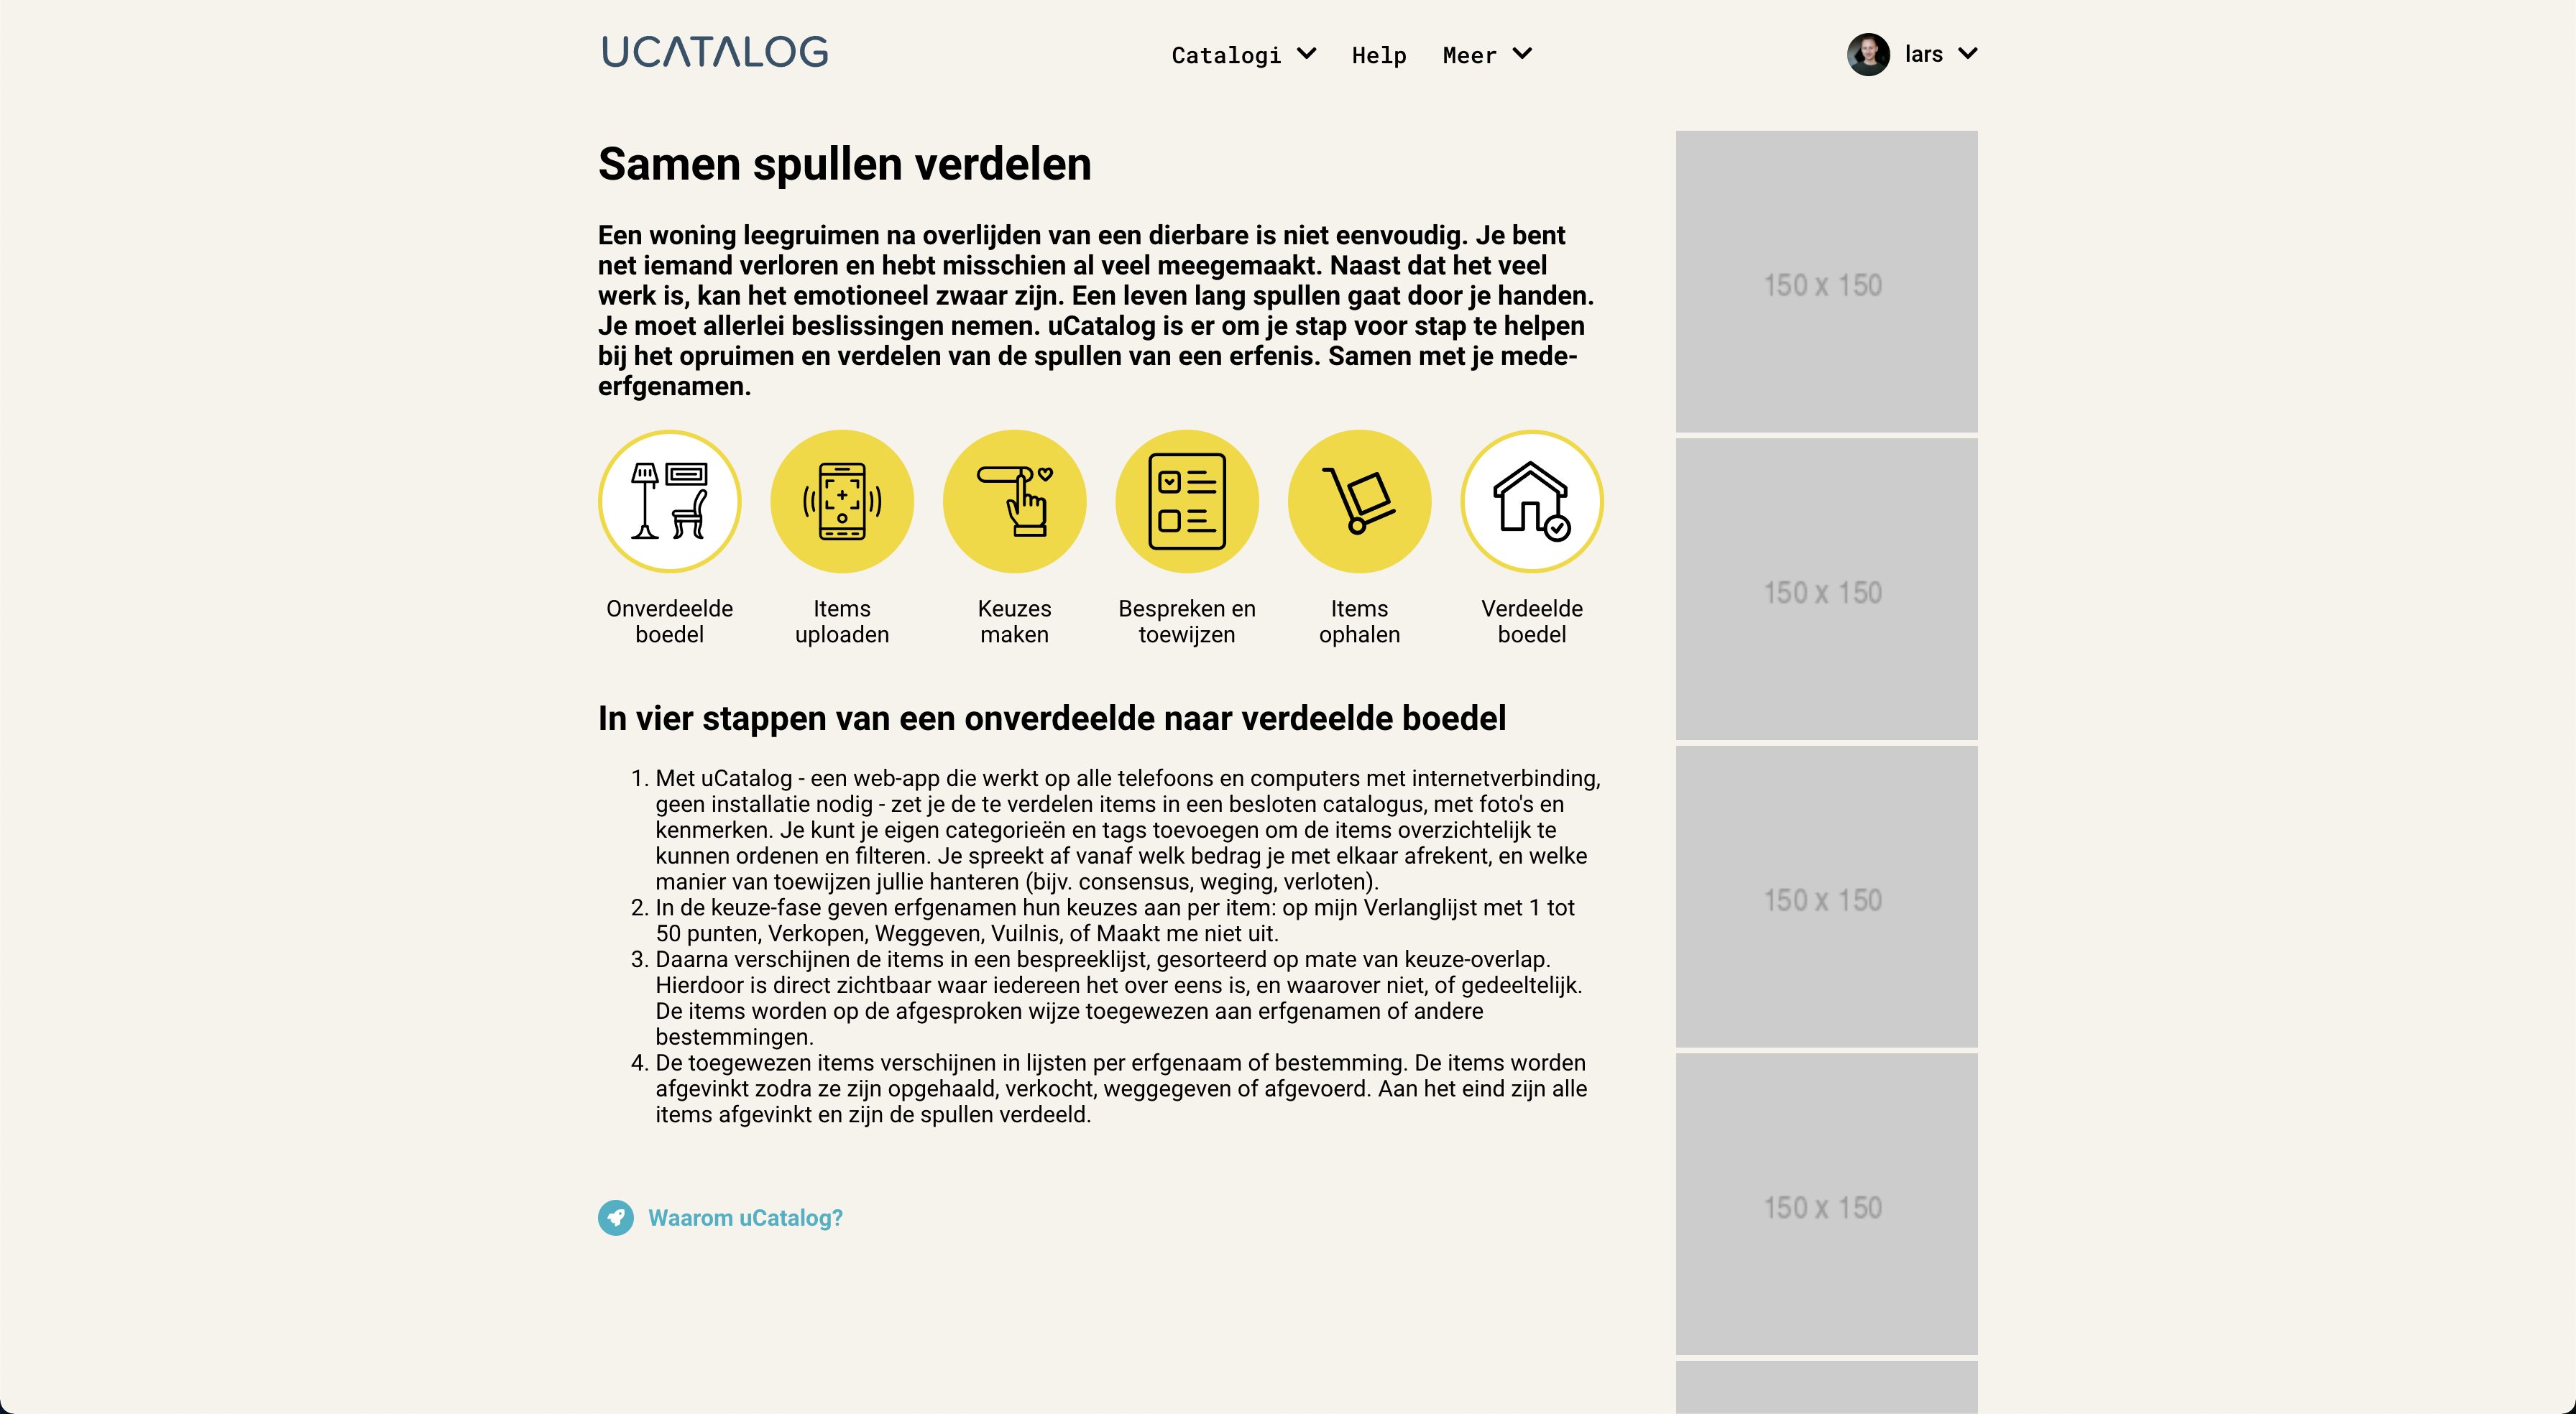 UCATALOG
Catalogi
Help
Meer
lars
Samen spullen verdelen
Een woning leegruimen na overlijden van een dierbare is niet eenvoudig. Je bent
net iemand verloren en hebt misschien al veel meegemaakt. Naast dat het veel
werk is, kan het emotioneel zwaar zijn. Een leven lang spullen gaat door je handen.
Je moet allerlei beslissingen nemen. uCatalog is er om je stap voor stap te helpen
bij het opruimen en verdelen van de spullen van een erfenis. Samen met je mede-
erfgenamen.
Onverdeelde
boedel
Items
uploaden
Keuzes
maken
Bespreken en
toewijzen
Items
ophalen
Verdeelde
boedel
In vier stappen van een onverdeelde naar verdeelde boedel
1. Met uCatalog - een web-app die werkt op alle telefoons en computers met internetverbinding,
geen installatie nodig - zet je de te verdelen items in een besloten catalogus, met foto's en
kenmerken. Je kunt je eigen categorieën en tags toevoegen om de items overzichtelijk te
kunnen ordenen en filteren. Je spreekt af vanaf welk bedrag je met elkaar afrekent, en welke
manier van toewijzen jullie hanteren (bijv. consensus, weging, verloten).
2. In de keuze-fase geven erfgenamen hun keuzes aan per item: op mijn Verlanglijst met 1 tot
50 punten, Verkopen, Weggeven, Vuilnis, of Maakt me niet uit.
3. Daarna verschijnen de items in een bespreeklijst, gesorteerd op mate van keuze-overlap.
Hierdoor is direct zichtbaar waar iedereen het over eens is, en waarover niet, of gedeeltelijk.
De items worden op de afgesproken wijze toegewezen aan erfgenamen of andere
bestemmingen.
4. De toegewezen items verschijnen in lijsten per erfgenaam of bestemming. De items worden
afgevinkt zodra ze zijn opgehaald, verkocht, weggegeven of afgevoerd. Aan het eind zijn alle
items afgevinkt en zijn de spullen verdeeld.
Waarom uCatalog?
150 x 150
150 x 150
150 x 150
150 x 150